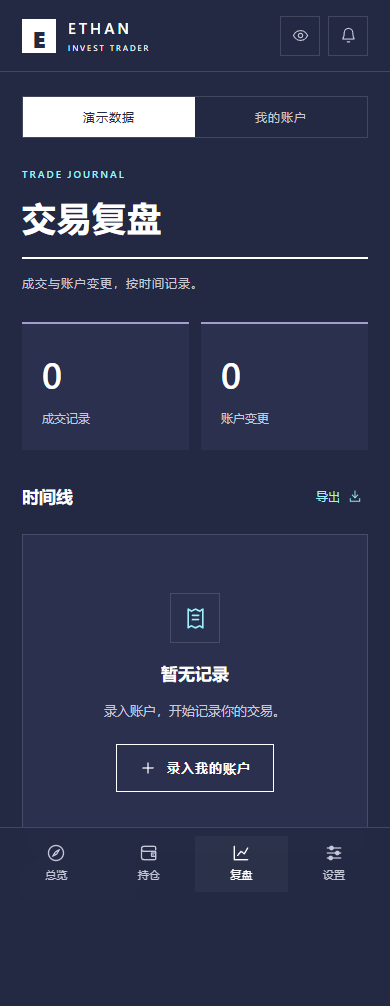 E
ETHAN
INVEST TRADER
演示数据
我的账户
TRADE JOURNAL
交易复盘
成交与账户变更，按时间记录。
0
成交记录
0
账户变更
时间线
导出
暂无记录
录入账户，开始记录你的交易。
录入我的账户
总览
持仓
复盘
设置